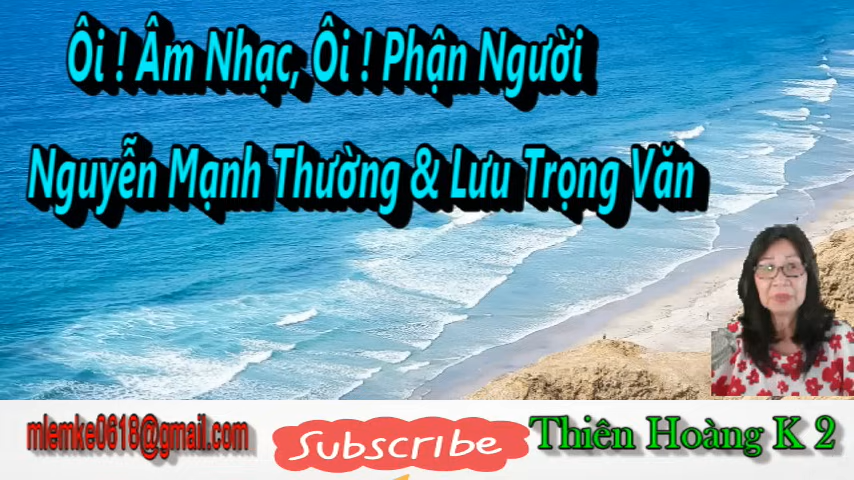 Ôi ! Âm Nhạc, Ôi ! Phận Người
Nguyễn Mạnh Thường & Lưu Trọng Văn
mlemke0618@gmail.com
Subscribe
Thiên Hoàng K 2